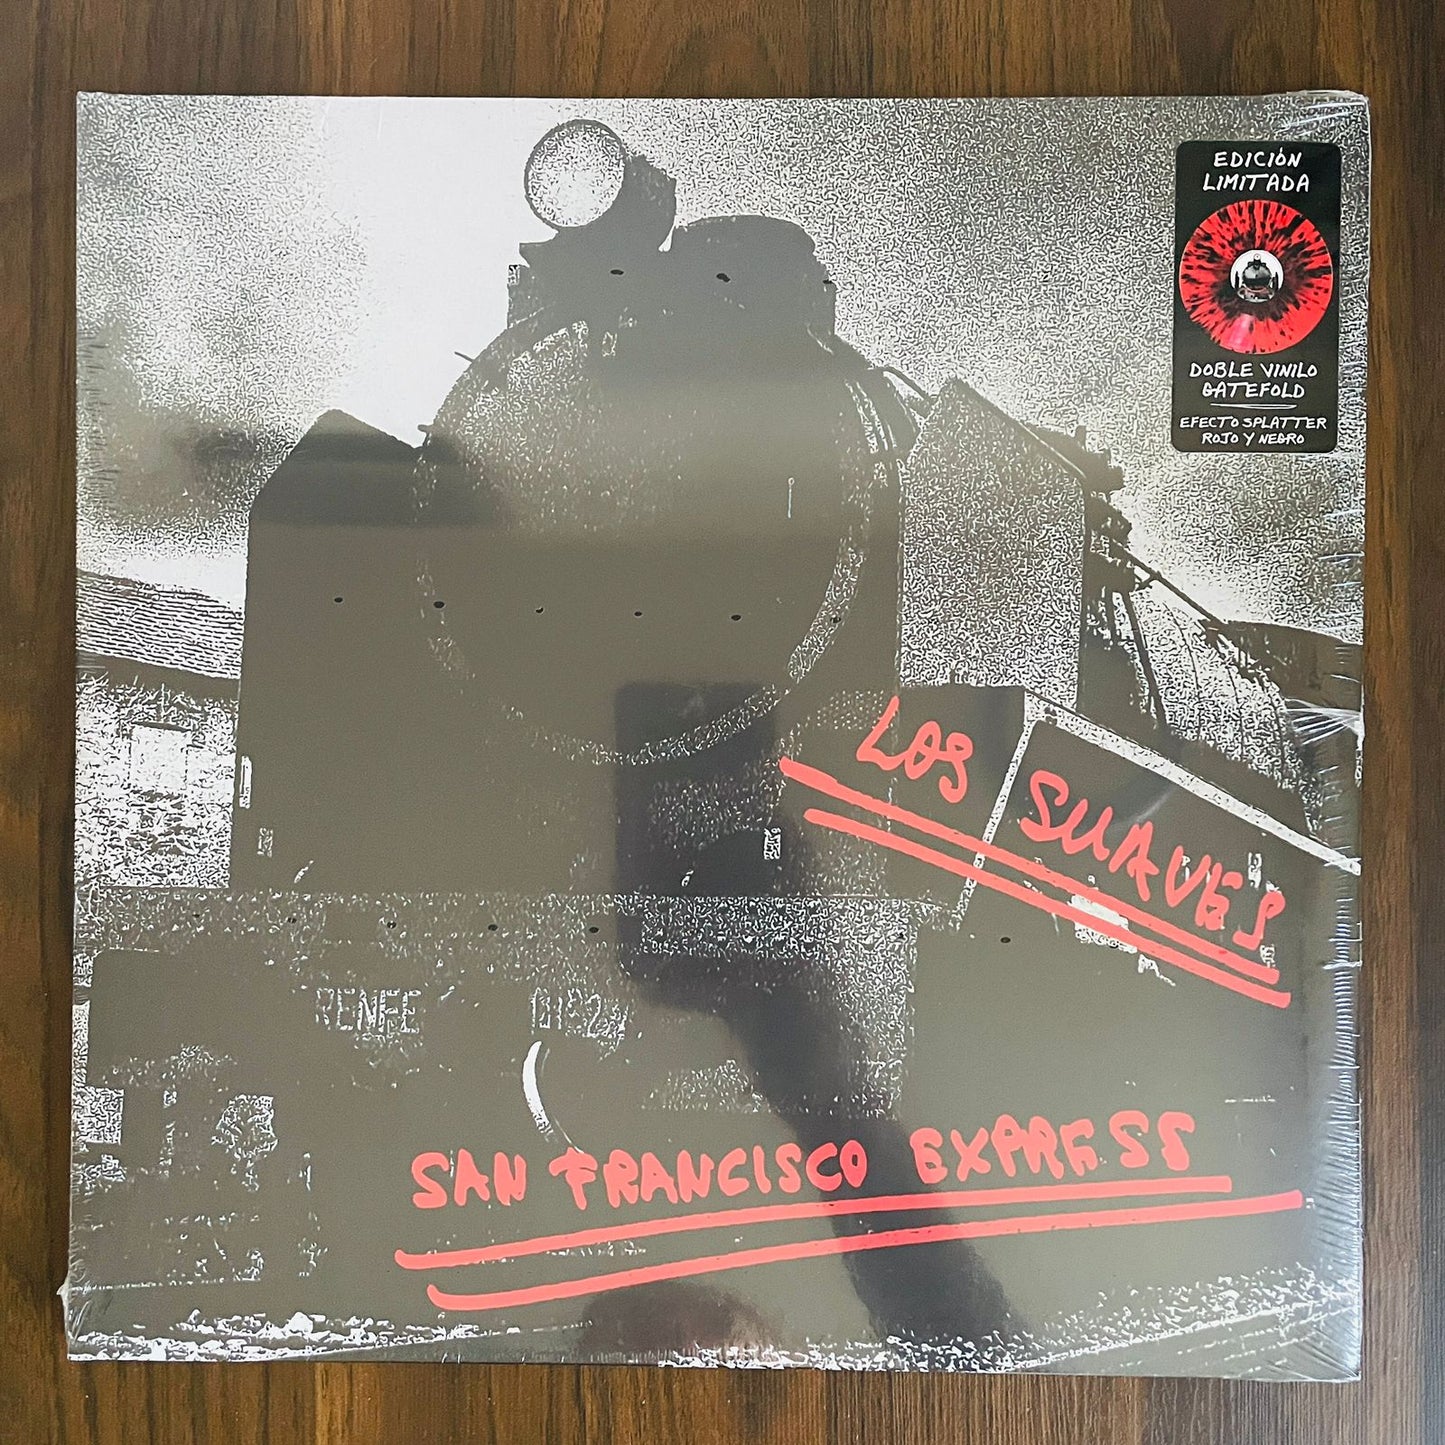 EDICIÓN
LIMITADA
DOBLE VINILO
GATEFOLD
EFECTO SPLATTER
ROJO Y NEGRO
LOS SUAVES
RENFE
SAN FRANCISCO EXPRESS